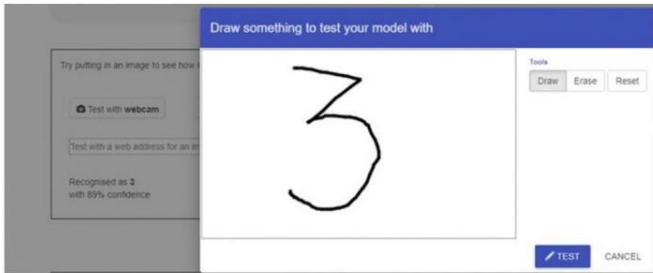 Draw something to test your model with
Try putting in an image to see how
Test with webcam
Test with a web address for an
Recognised as 3
with 89% confidence
3
Tools
Draw Erase Reset
TEST CANCEL